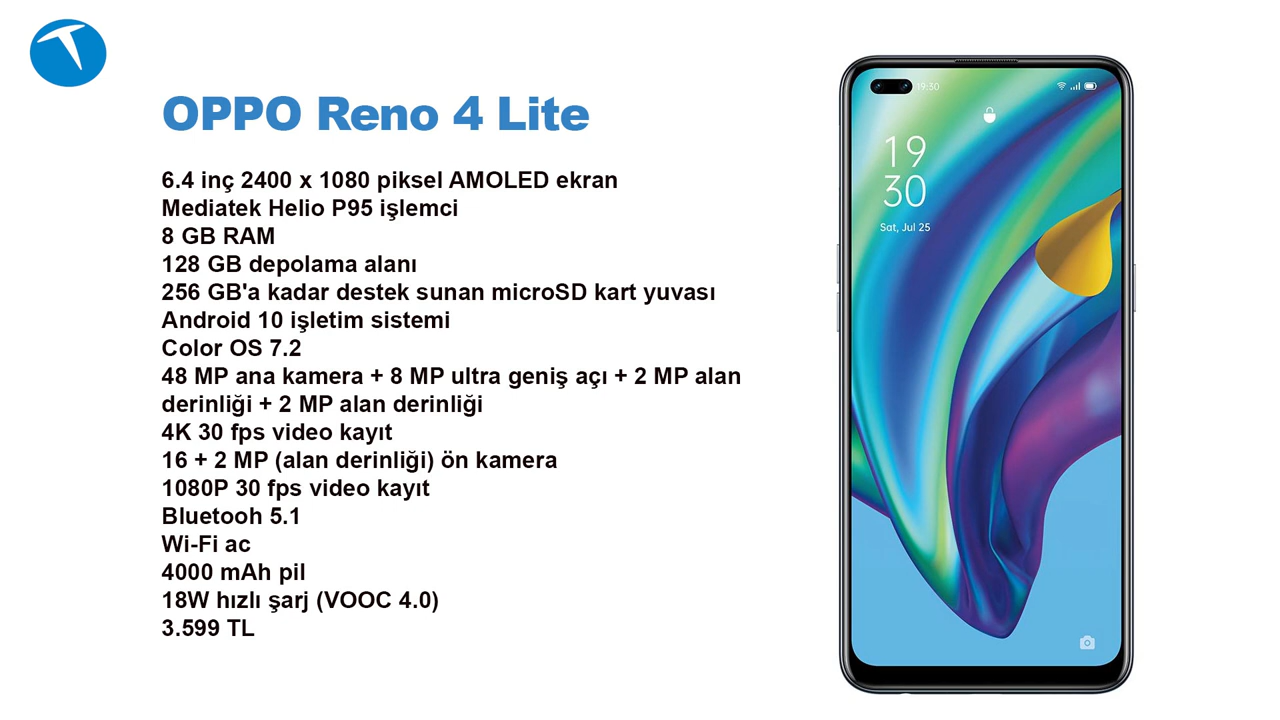 OPPO Reno 4 Lite
6.4 inç 2400 x 1080 piksel AMOLED ekran
Mediatek Helio P95 işlemci
8 GB RAM
128 GB depolama alanı
256 GB'a kadar destek sunan microSD kart yuvası
Android 10 işletim sistemi
Color OS 7.2
48 MP ana kamera + 8 MP ultra geniş açı + 2 MP alan
derinliği + 2 MP alan derinliği
4K 30 fps video kayıt
16 + 2 MP (alan derinliği) ön kamera
1080P 30 fps video kayıt
Bluetooh 5.1
Wi-Fi ac
4000 mAh pil
18W hızlı şarj (VOOC 4.0)
3.599 TL
19:30
19
30
Sat, Jul 25